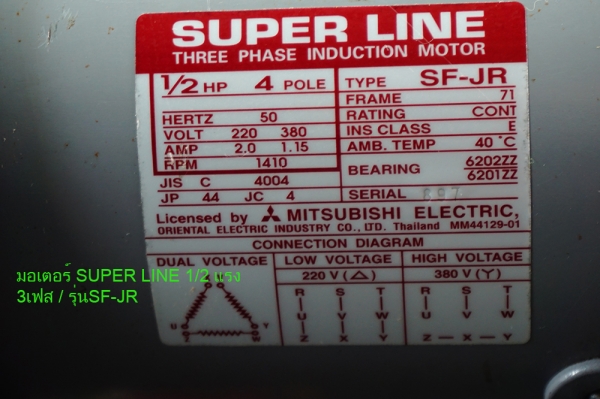 SUPER LINE
THREE PHASE INDUCTION MOTOR
1/2 HP 4 POLE
TYPE SF-JR
FRAME 71
HERTZ 50
RATING CONT
VOLT 220 380
INS CLASS E
AMP 2.0 1.15
AMB. TEMP 40 °C
RPM 1410
BEARING 6202ZZ
6201ZZ
JIS C 4004
JP 44 JC 4
SERIAL
Licensed by MITSUBISHI ELECTRIC,
ORIENTAL ELECTRIC INDUSTRY CO., LTD. Thailand MM44129-01
CONNECTION DIAGRAM
DUAL VOLTAGE LOW VOLTAGE HIGH VOLTAGE
220 V (△) 380 V (Y)
R S T R S T
U V W U V W
Z X Y Z — X — Y
U Z
มอเตอร์ SUPER LINE 1/2 แรง
3เฟส / รุ่นSF-JR